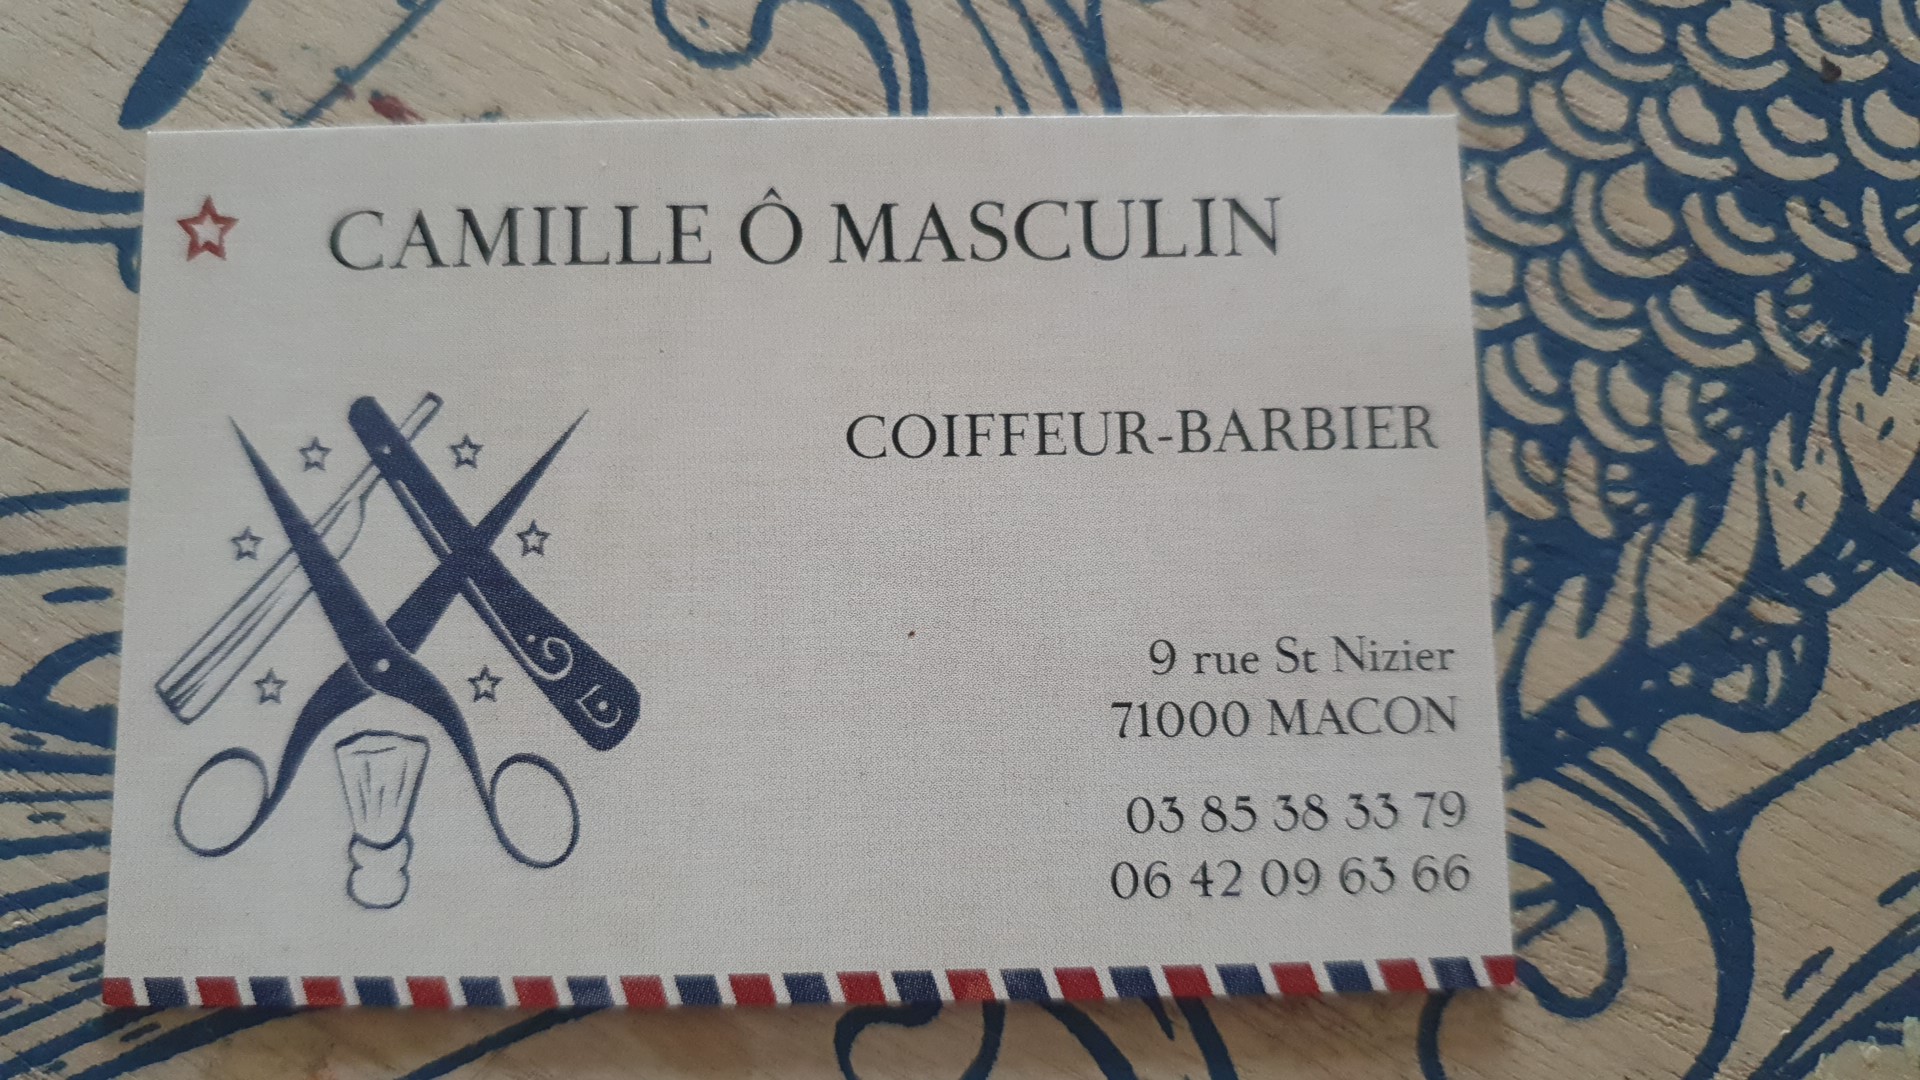 CAMILLE Ô MASCULIN
COIFFEUR-BARBIER
9 rue St Nizier
71000 MACON
03 85 38 33 79
06 42 09 63 66